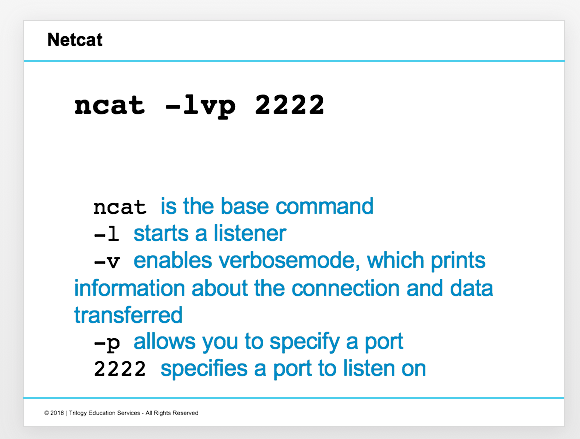 Netcat
ncat -lvp 2222
ncat is the base command
-l starts a listener
-v enables verbosemode, which prints
information about the connection and data
transferred
-p allows you to specify a port
2222 specifies a port to listen on
© 2018 | Trilogy Education Services - All Rights Reserved